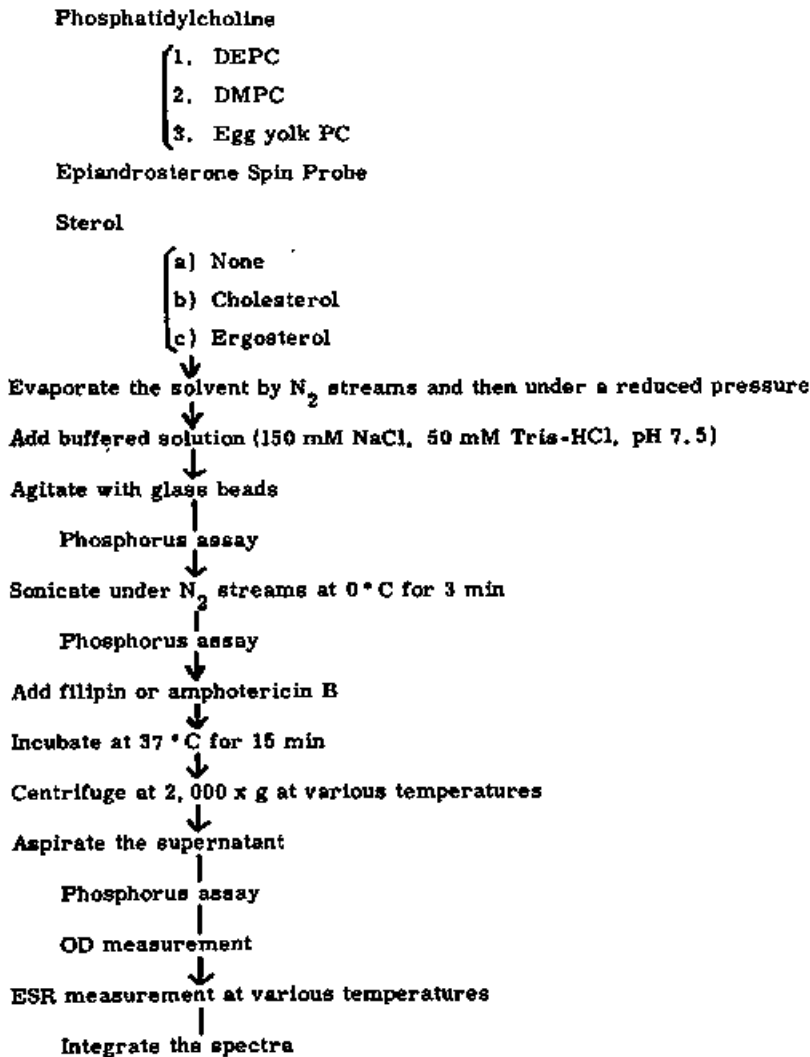 Phosphatidylcholine
1. DEPC
2. DMPC
3. Egg yolk PC
Epiandrosterone Spin Probe
Sterol
a) None
b) Cholesterol
c) Ergosterol
Evaporate the solvent by N2 streams and then under a reduced pressure
Add buffered solution (150 mM NaCl, 50 mM Tris-HCl, pH 7.5)
Agitate with glass beads
Phosphorus assay
Sonicate under N2 streams at 0°C for 3 min
Phosphorus assay
Add filipin or amphotericin B
Incubate at 37°C for 15 min
Centrifuge at 2,000 x g at various temperatures
Aspirate the supernatant
Phosphorus assay
OD measurement
ESR measurement at various temperatures
Integrate the spectra